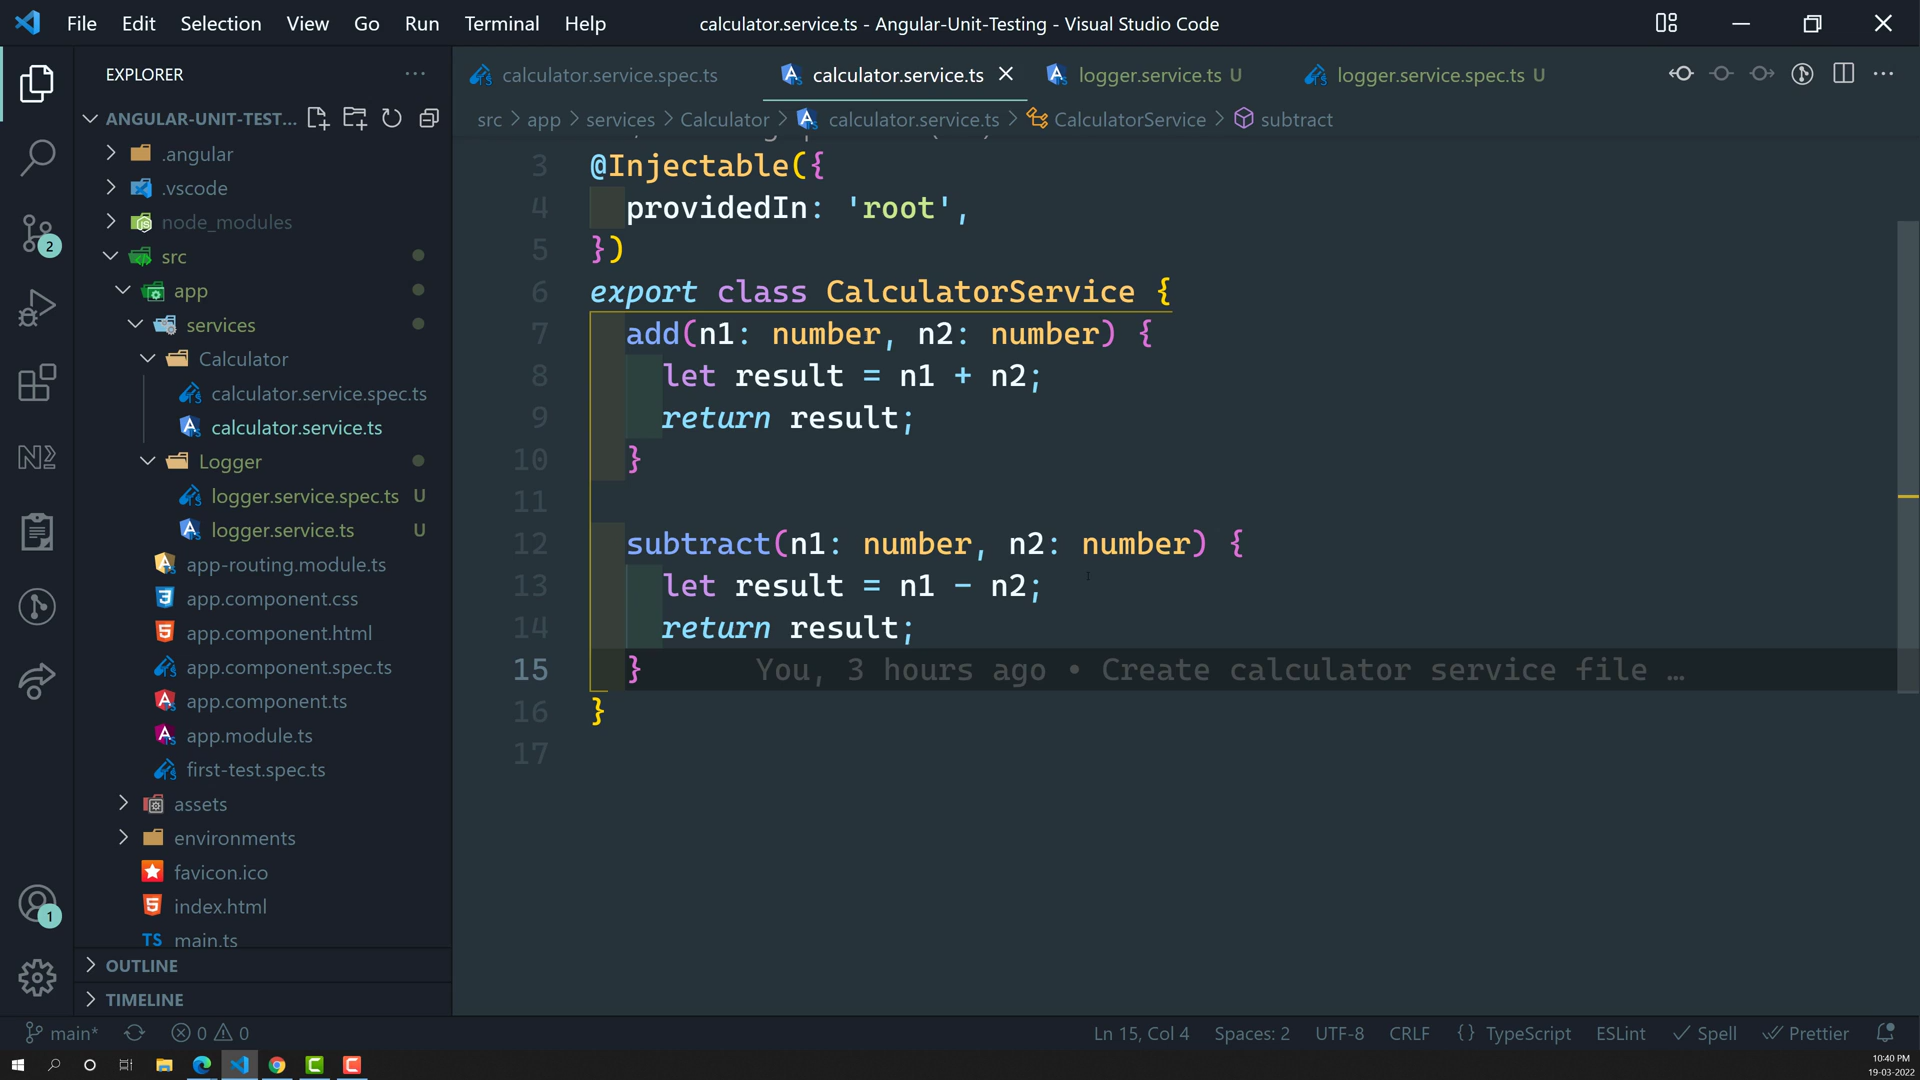 File Edit Selection View Go Run Terminal Help
calculator.service.ts - Angular-Unit-Testing - Visual Studio Code
EXPLORER
ANGULAR-UNIT-TEST...
.angular
.vscode
node_modules
src
app
services
Calculator
calculator.service.spec.ts
calculator.service.ts
Logger
logger.service.spec.ts U
logger.service.ts U
app-routing.module.ts
app.component.css
app.component.html
app.component.spec.ts
app.component.ts
app.module.ts
first-test.spec.ts
assets
environments
favicon.ico
index.html
TS main.ts
OUTLINE
TIMELINE
2
1
calculator.service.spec.ts calculator.service.ts logger.service.ts U logger.service.spec.ts U
src > app > services > Calculator > calculator.service.ts > CalculatorService > subtract
3 @Injectable({
4 providedIn: 'root',
5 })
6 export class CalculatorService {
7 add(n1: number, n2: number) {
8 let result = n1 + n2;
9 return result;
10 }
11
12 subtract(n1: number, n2: number) {
13 let result = n1 - n2;
14 return result;
15 } You, 3 hours ago • Create calculator service file …
16 }
17
main* 0 0 Ln 15, Col 4 Spaces: 2 UTF-8 CRLF {} TypeScript ESLint Spell Prettier
10:40 PM
19-03-2022